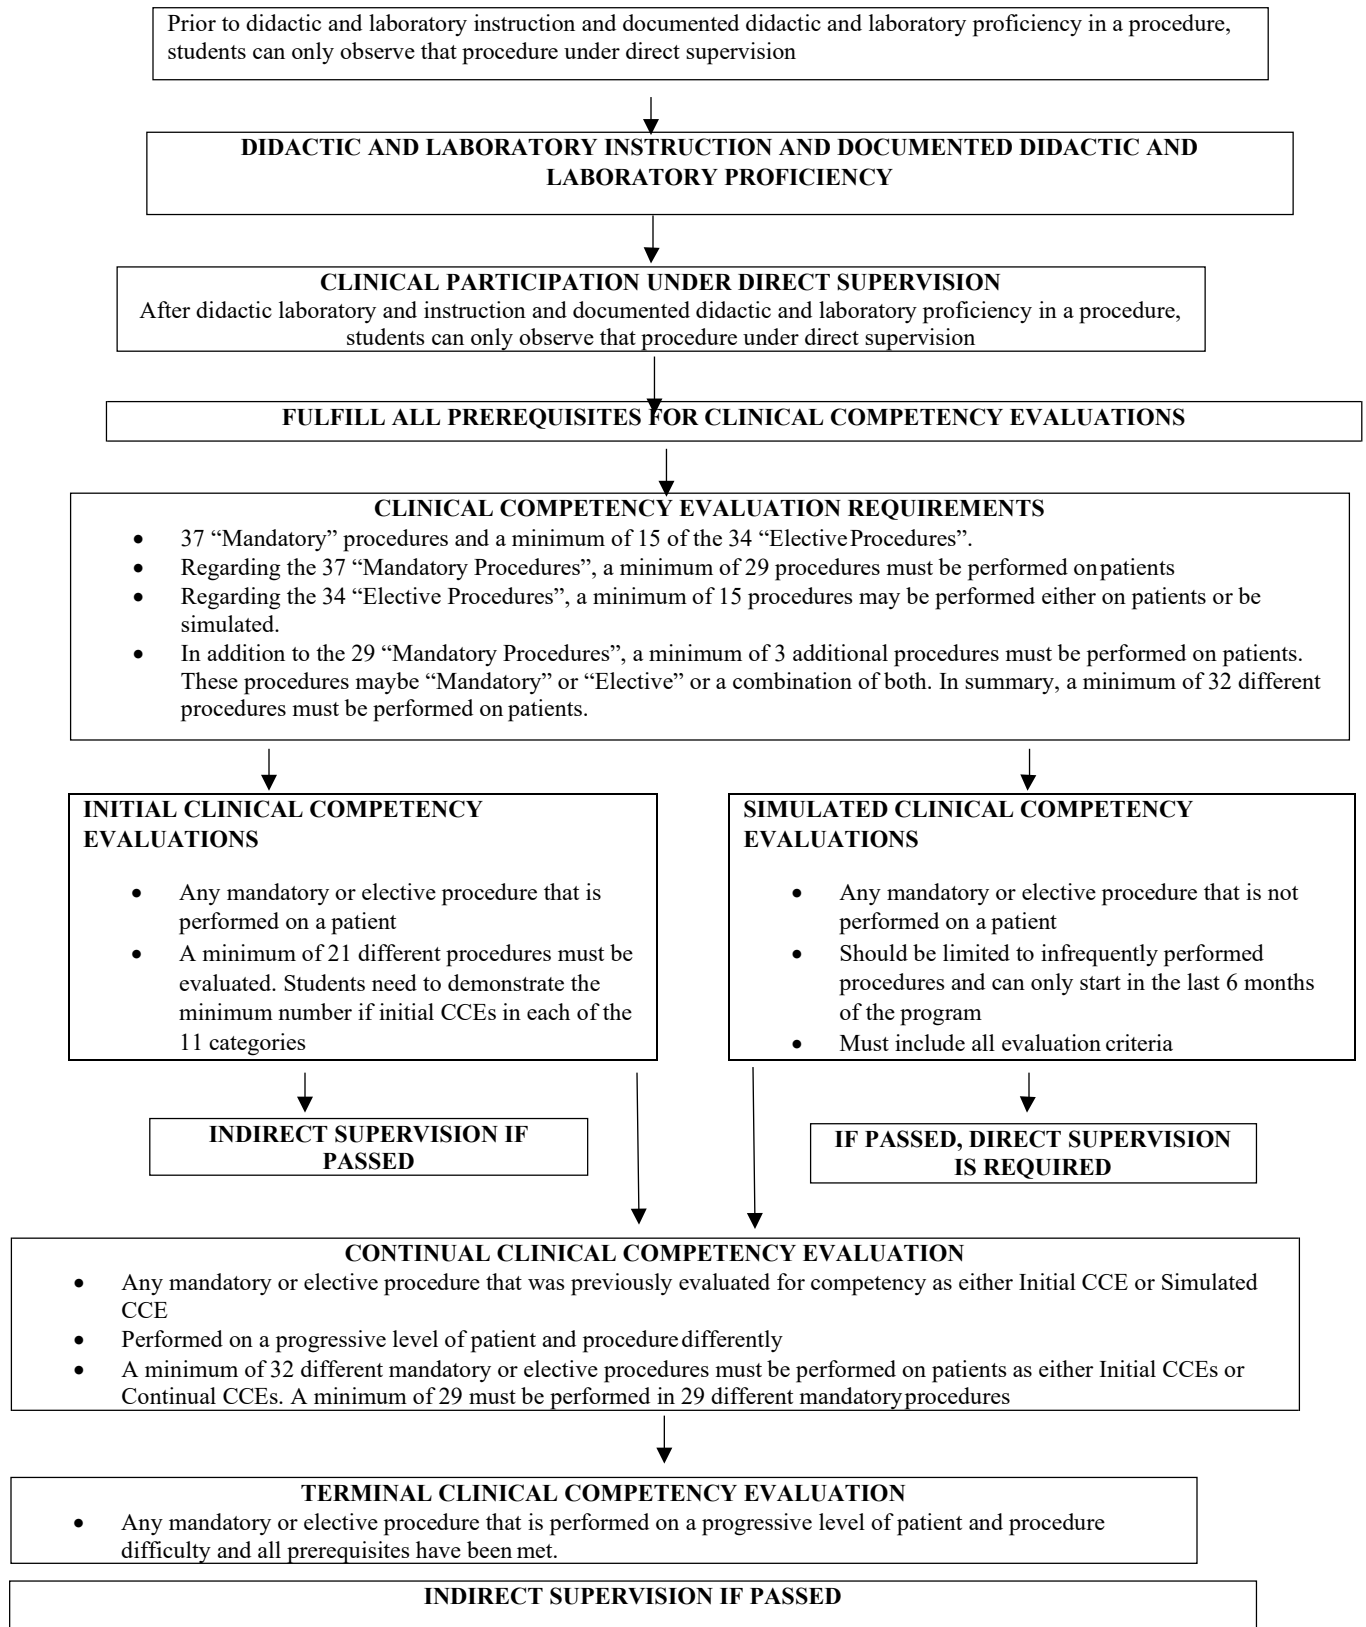 Prior to didactic and laboratory instruction and documented didactic and laboratory proficiency in a procedure,
students can only observe that procedure under direct supervision
DIDACTIC AND LABORATORY INSTRUCTION AND DOCUMENTED DIDACTIC AND
LABORATORY PROFICIENCY
CLINICAL PARTICIPATION UNDER DIRECT SUPERVISION
After didactic laboratory and instruction and documented didactic and laboratory proficiency in a procedure,
students can only observe that procedure under direct supervision
FULFILL ALL PREREQUISITES FOR CLINICAL COMPETENCY EVALUATIONS
CLINICAL COMPETENCY EVALUATION REQUIREMENTS
• 37 “Mandatory” procedures and a minimum of 15 of the 34 “Elective Procedures”.
• Regarding the 37 “Mandatory Procedures”, a minimum of 29 procedures must be performed on patients
• Regarding the 34 “Elective Procedures”, a minimum of 15 procedures may be performed either on patients or be
simulated.
• In addition to the 29 “Mandatory Procedures”, a minimum of 3 additional procedures must be performed on patients.
These procedures maybe “Mandatory” or “Elective” or a combination of both. In summary, a minimum of 32 different
procedures must be performed on patients.
INITIAL CLINICAL COMPETENCY
EVALUATIONS
• Any mandatory or elective procedure that is
performed on a patient
• A minimum of 21 different procedures must be
evaluated. Students need to demonstrate the
minimum number if initial CCEs in each of the
11 categories
SIMULATED CLINICAL COMPETENCY
EVALUATIONS
• Any mandatory or elective procedure that is not
performed on a patient
• Should be limited to infrequently performed
procedures and can only start in the last 6 months
of the program
• Must include all evaluation criteria
INDIRECT SUPERVISION IF
PASSED
IF PASSED, DIRECT SUPERVISION
IS REQUIRED
CONTINUAL CLINICAL COMPETENCY EVALUATION
• Any mandatory or elective procedure that was previously evaluated for competency as either Initial CCE or Simulated
CCE
• Performed on a progressive level of patient and procedure differently
• A minimum of 32 different mandatory or elective procedures must be performed on patients as either Initial CCEs or
Continual CCEs. A minimum of 29 must be performed in 29 different mandatory procedures
TERMINAL CLINICAL COMPETENCY EVALUATION
• Any mandatory or elective procedure that is performed on a progressive level of patient and procedure
difficulty and all prerequisites have been met.
INDIRECT SUPERVISION IF PASSED